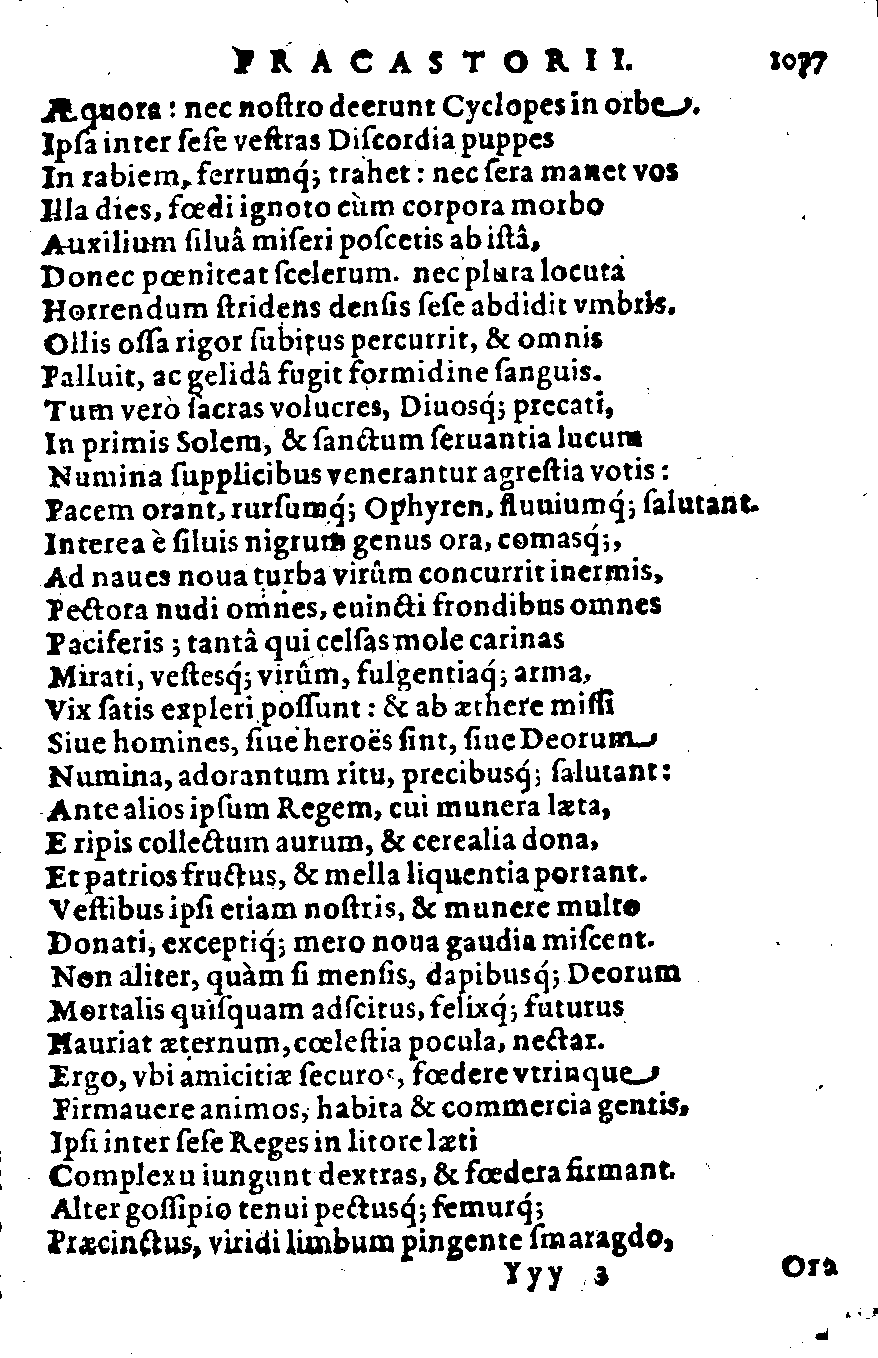 FRACASTORII. 1077
Æquora: nec noſtro deerunt Cyclopes in orbe.
Ipſa inter ſeſe veſtras Diſcordia puppes
In rabiem, ferrumq́; trahet: nec ſera manet vos
Illa dies, fœdi ignoto cùm corpora morbo
Auxilium ſiluâ miſeri poſcetis ab iſtâ,
Donec pœniteat ſcelerum. nec plura locuta
Horrendum ſtridens denſis ſeſe abdidit vmbris.
Ollis oſſa rigor ſubitus percurrit, & omnis
Palluit, ac gelidâ fugit formidine ſanguis.
Tum verò ſacras volucres, Diuosq́; precati,
In primis Solem, & ſanctum ſeruantia lucum
Numina ſupplicibus venerantur agreſtia votis:
Pacem orant, rurſumq́; Ophyren, fluuiumq́; ſalutant.
Interea è ſiluis nigrum genus ora, comasq́;,
Ad naues noua turba virûm concurrit inermis,
Pectora nudi omnes, euincti frondibus omnes
Paciferis; tantâ qui celſas mole carinas
Mirati, veſtesq́; virûm, fulgentiaq́; arma,
Vix ſatis expleri poſſunt: & ab æthere miſſi
Siue homines, ſiue heroës ſint, ſiue Deorum
Numina, adorantum ritu, precibusq́; ſalutant:
Ante alios ipſum Regem, cui munera læta,
E ripis collectum aurum, & cerealia dona,
Et patrios fructus, & mella liquentia portant.
Veſtibus ipſi etiam noſtris, & munere multo
Donati, exceptiq́; mero noua gaudia miſcent.
Non aliter, quàm ſi menſis, dapibusq́; Deorum
Mortalis quiſquam adſcitus, felixq́; futurus
Hauriat æternum, cœleſtia pocula, nectar.
Ergo, vbi amicitiæ ſecuros, fœdere vtrinque
Firmauere animos, habita & commercia gentis,
Ipſi inter ſeſe Reges in litore læti
Complexu iungunt dextras, & fœdera firmant.
Alter goſſipio tenui pectusq́; femurq́;
Præcinctus, viridi limbum pingente ſmaragdo,
Yyy 3 Ora